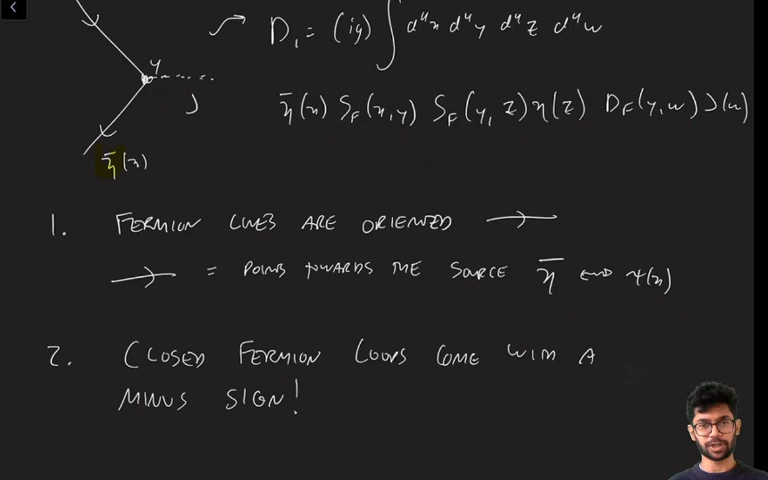 D₁ = (ig) ∫ d⁴x d⁴y d⁴z d⁴w
y
J
η̄(x) S_F(x,y) S_F(y,z) η(z) D_F(y,w) J(w)
η̄(x)
1. FERMION LINES ARE ORIENTED →
→ = POINTS TOWARDS THE SOURCE η̄ ψ(x)
2. CLOSED FERMION LOOPS COME WITH A
MINUS SIGN!